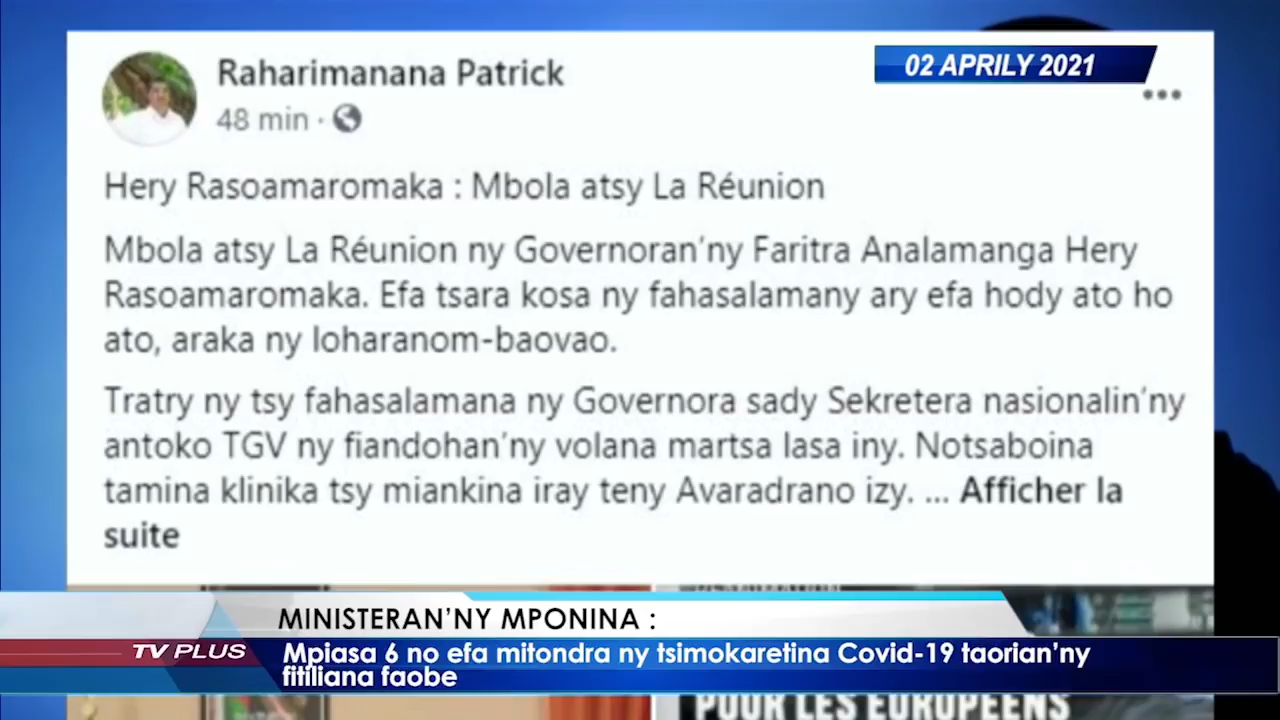 Raharimanana Patrick
02 APRILY 2021
48 min ·
Hery Rasoamaromaka : Mbola atsy La Réunion
Mbola atsy La Réunion ny Governoran'ny Faritra Analamanga Hery
Rasoamaromaka. Efa tsara kosa ny fahasalamany ary efa hody ato ho
ato, araka ny loharanom-baovao.
Tratry ny tsy fahasalamana ny Governora sady Sekretera nasionalin'ny
antoko TGV ny fiandohan'ny volana martsa lasa iny. Notsaboina
tamina klinika tsy miankina iray teny Avaradrano izy. ... Afficher la
suite
MINISTERAN'NY MPONINA :
TV PLUS
Mpiasa 6 no efa mitondra ny tsimokaretina Covid-19 taorian'ny
fitiliana faobe
POUR LES EUROPÉENS